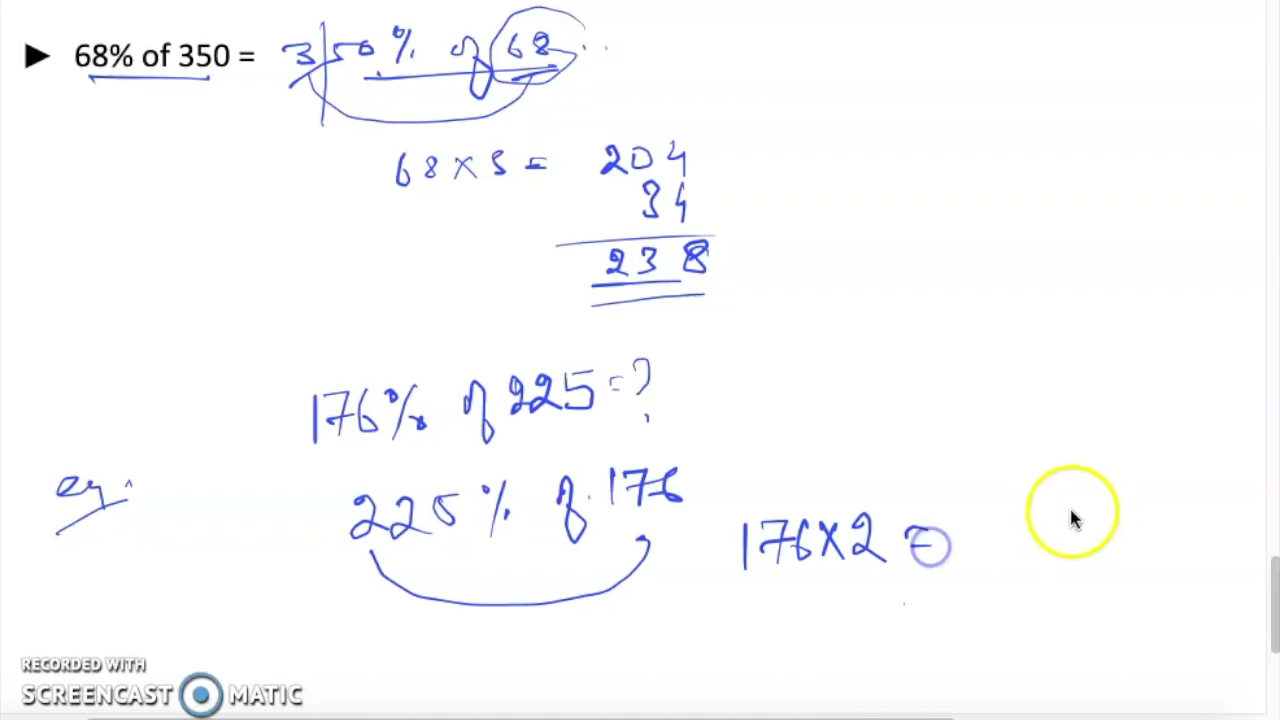 ▶ 68% of 350 = 350% of 68
68 × 3 = 204
34
238
176% of 225 = ?
eg: 225% of 176
176 × 2 =
RECORDED WITH
SCREENCAST MATIC